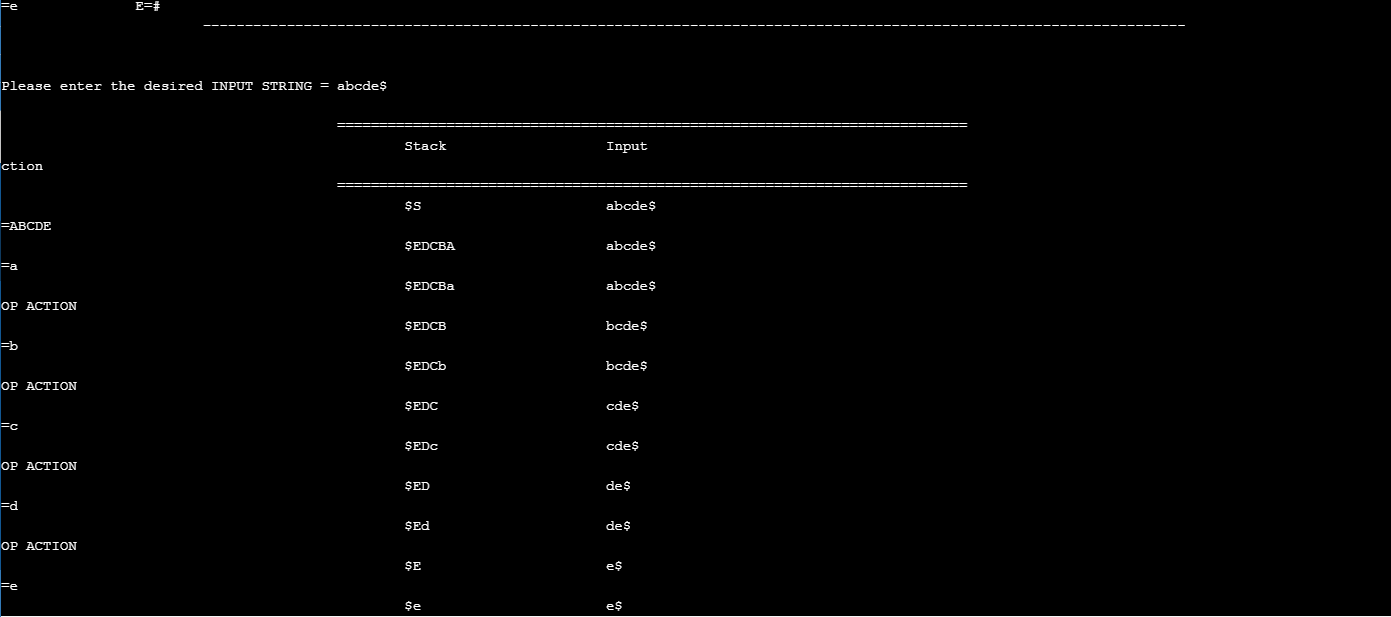 =e E=#
---------------------------------------------------------------------------------------------------------------------
Please enter the desired INPUT STRING = abcde$
===========================================================================
Stack Input
ction
===========================================================================
$S abcde$
=ABCDE
$EDCBA abcde$
=a
$EDCBa abcde$
OP ACTION
$EDCB bcde$
=b
$EDCb bcde$
OP ACTION
$EDC cde$
=c
$EDc cde$
OP ACTION
$ED de$
=d
$Ed de$
OP ACTION
$E e$
=e
$e e$